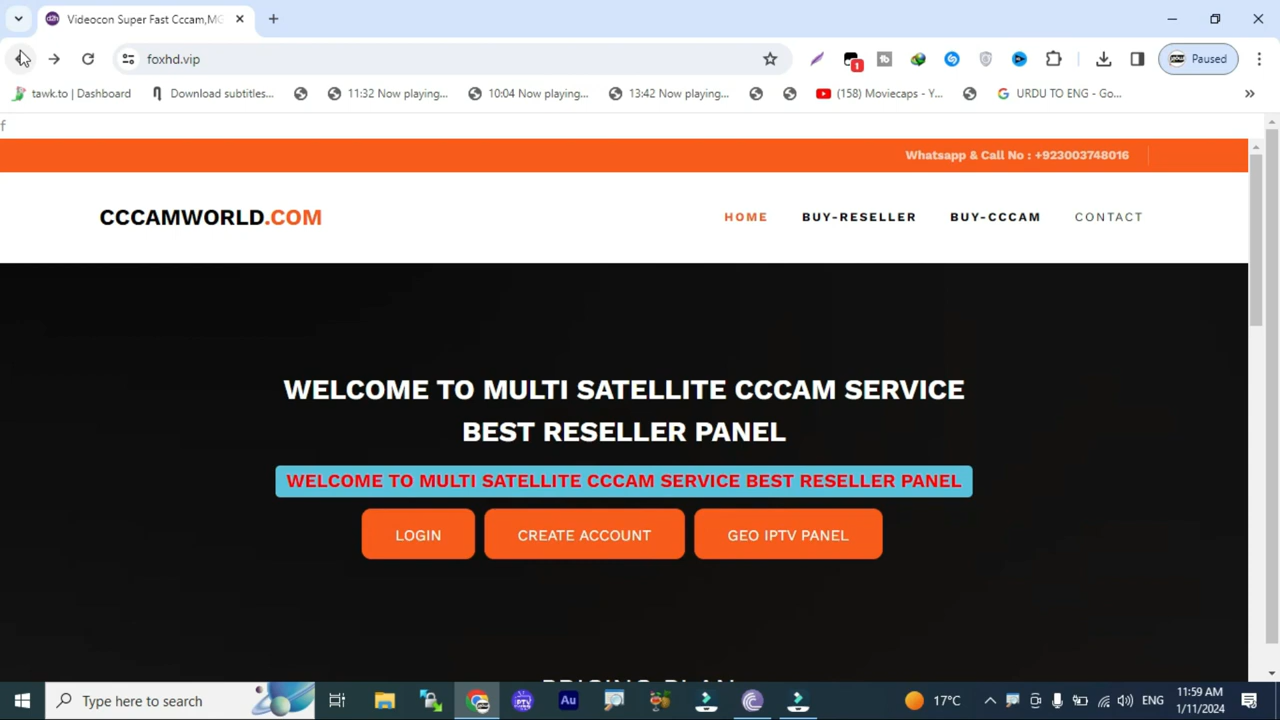 Videocon Super Fast Cccam,MG
foxhd.vip
1
Paused
tawk.to | Dashboard
Download subtitles...
11:32 Now playing...
10:04 Now playing...
13:42 Now playing...
(158) Moviecaps - Y...
URDU TO ENG - Go...
f
Whatsapp & Call No : +923003748016
CCCAMWORLD.COM
HOME
BUY-RESELLER
BUY-CCCAM
CONTACT
WELCOME TO MULTI SATELLITE CCCAM SERVICE
BEST RESELLER PANEL
WELCOME TO MULTI SATELLITE CCCAM SERVICE BEST RESELLER PANEL
LOGIN
CREATE ACCOUNT
GEO IPTV PANEL
PRICING PLAN
Type here to search
17°C
ENG
11:59 AM
1/11/2024